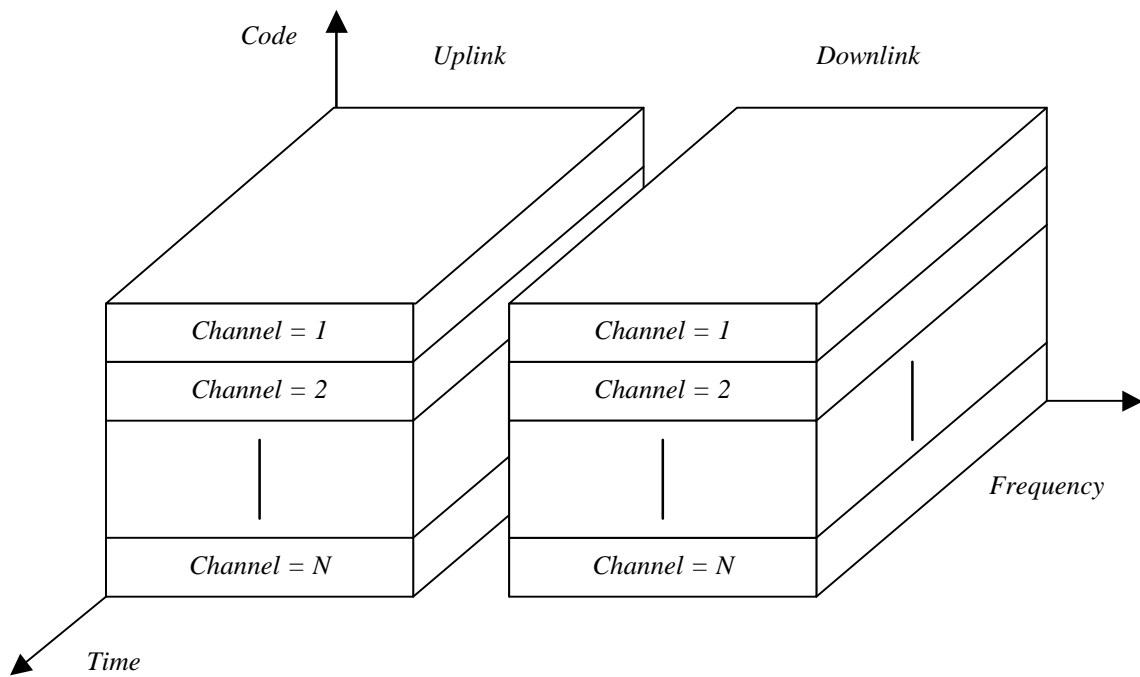 Code
Uplink
Downlink
Channel = 1
Channel = 1
Channel = 2
Channel = 2
Frequency
Channel = N
Channel = N
Time